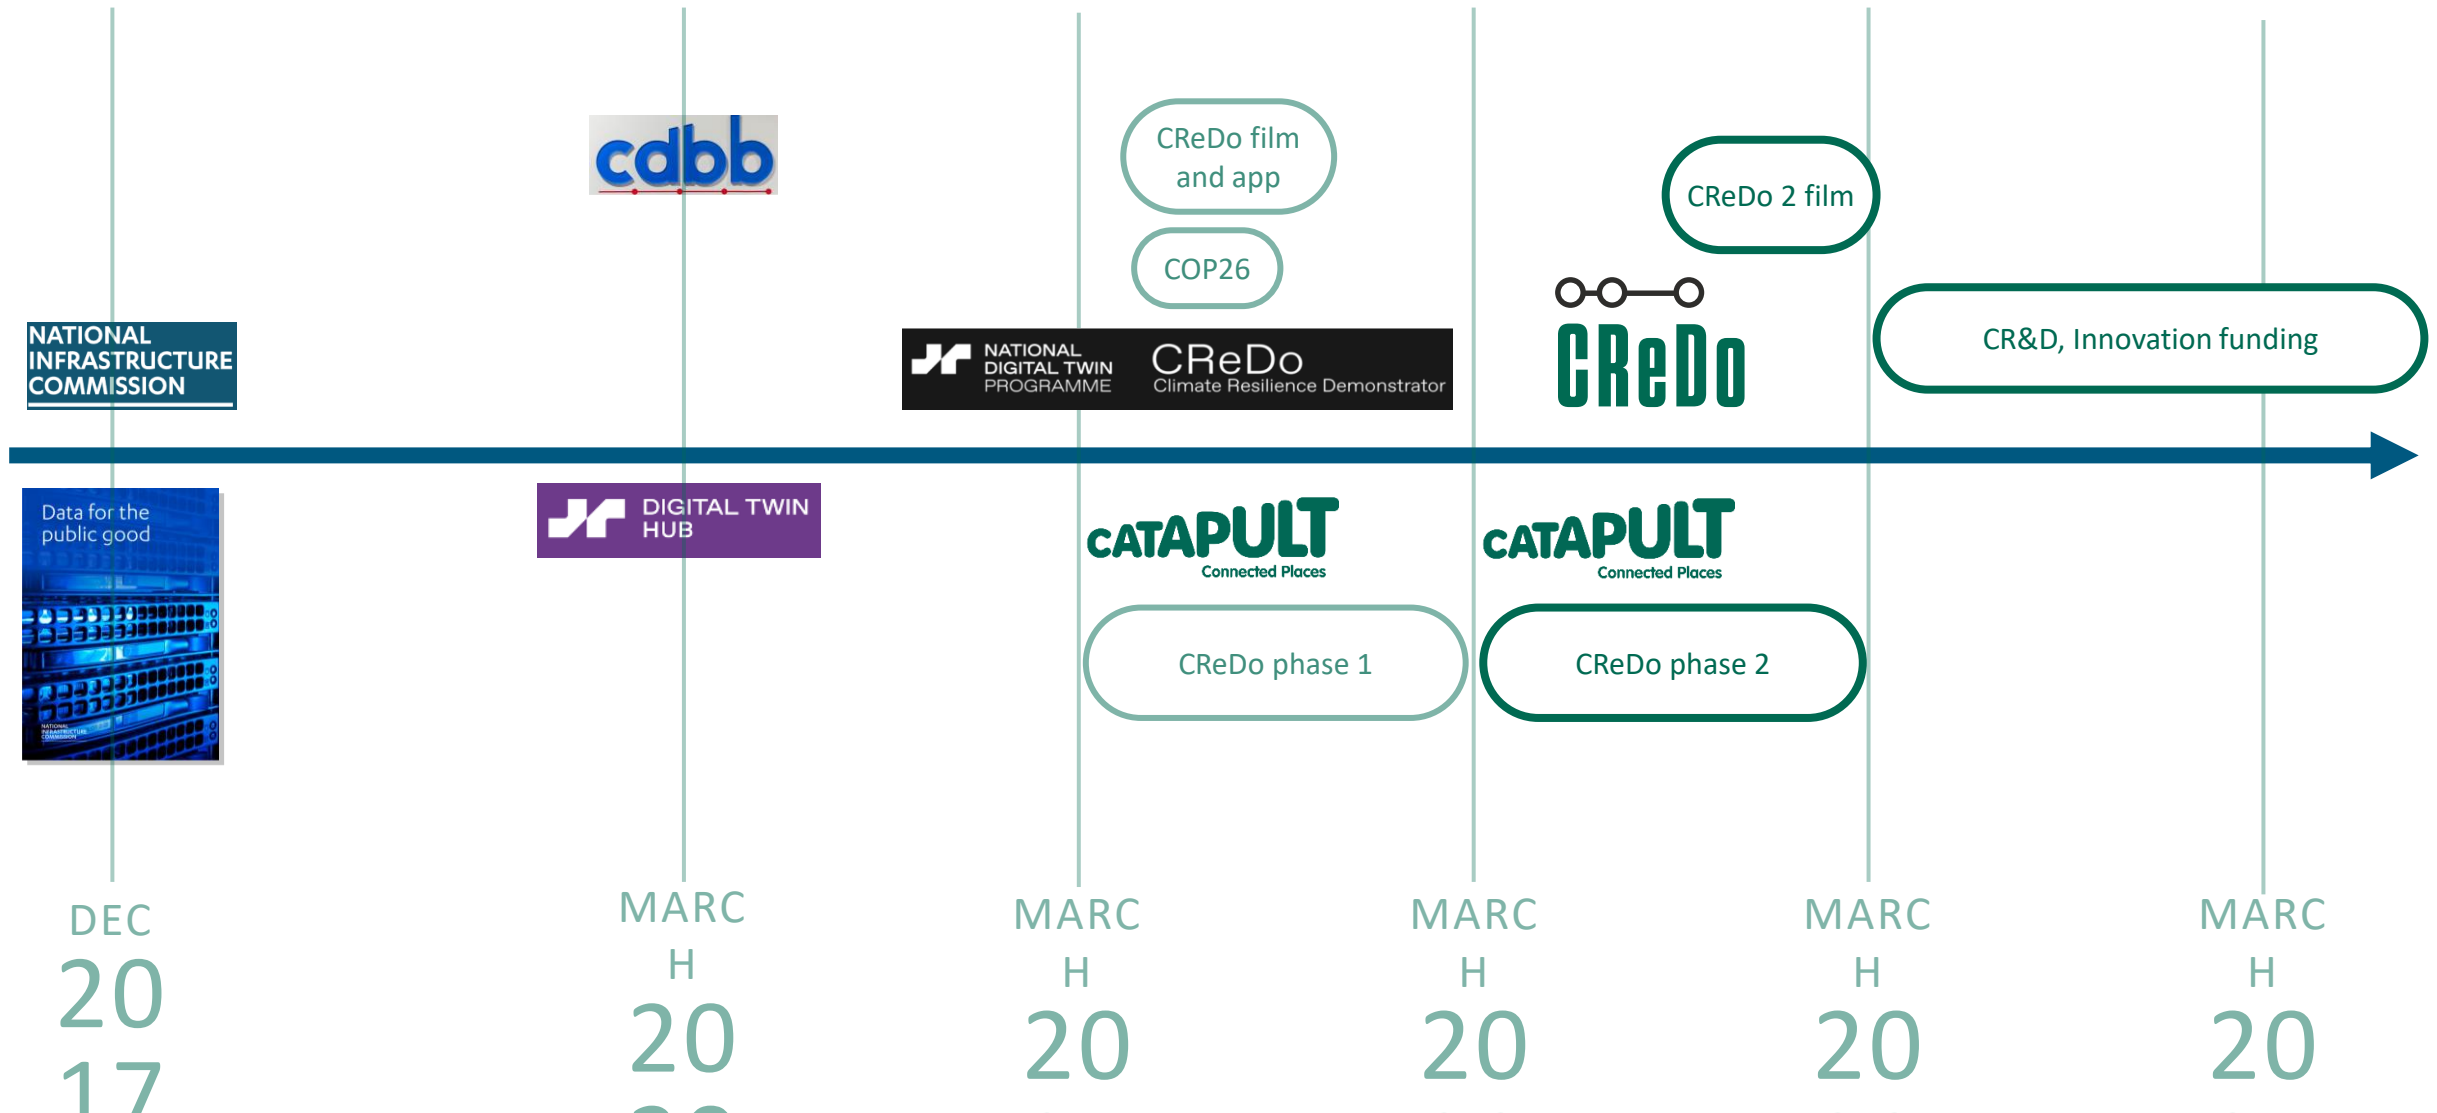 cdbb
CReDo film
and app
CReDo 2 film
COP26
NATIONAL
INFRASTRUCTURE
COMMISSION
NATIONAL
DIGITAL TWIN
PROGRAMME
CReDo
Climate Resilience Demonstrator
CReDo
CR&D, Innovation funding
Data for the
public good
NATIONAL
INFRASTRUCTURE
COMMISSION
DIGITAL TWIN
HUB
CATAPULT
Connected Places
CATAPULT
Connected Places
CReDo phase 1
CReDo phase 2
DEC
20
17
MARC
H
20
MARC
H
20
MARC
H
20
MARC
H
20
MARC
H
20